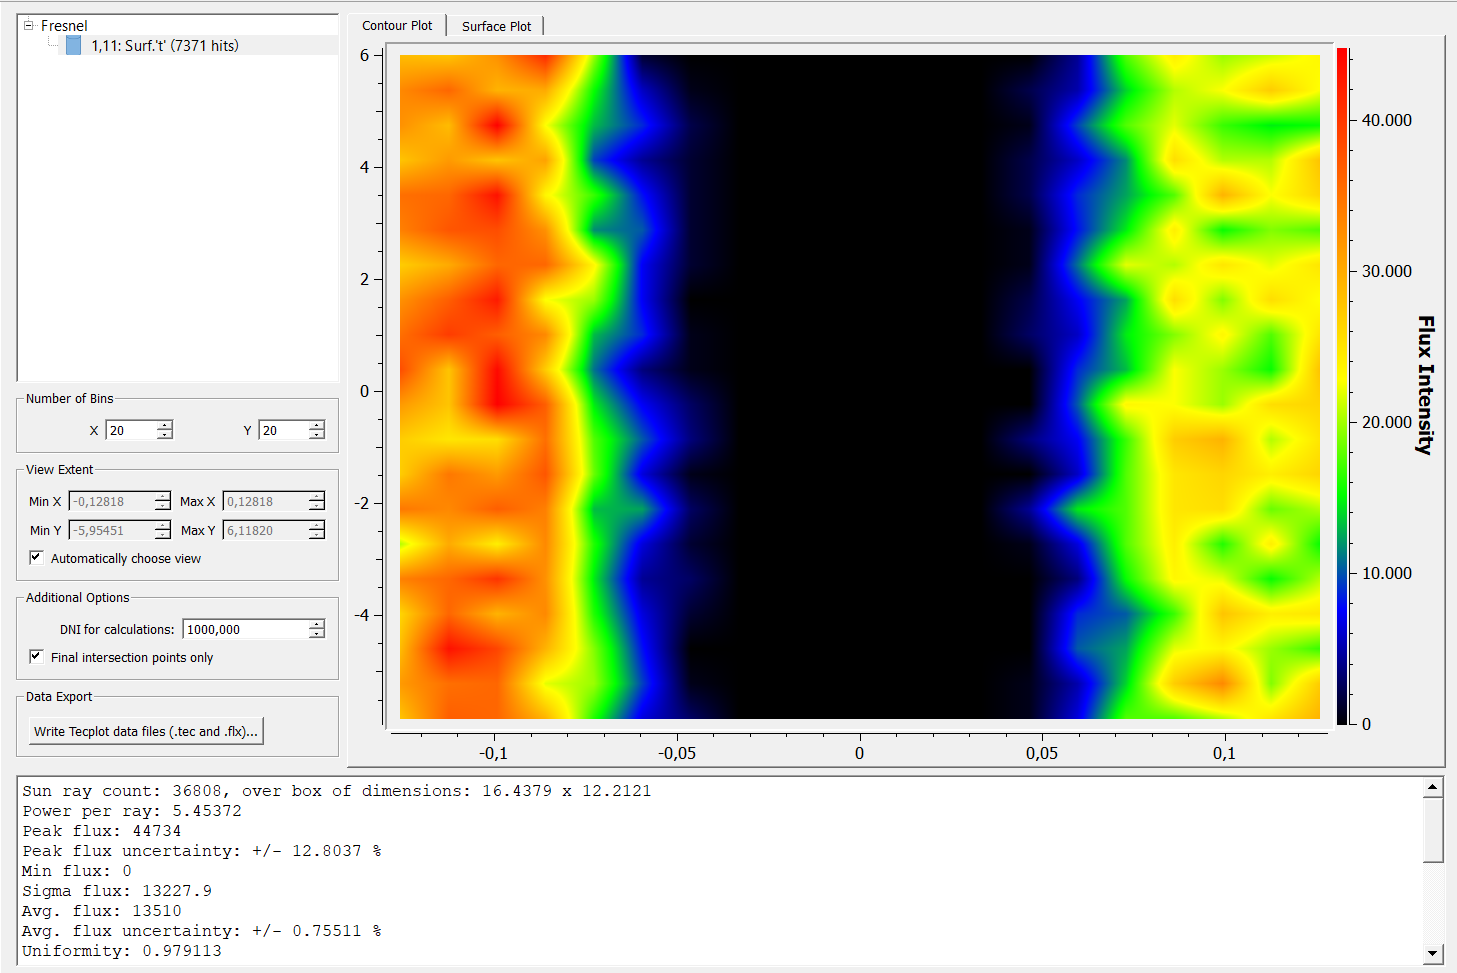 Fresnel
1,11: Surf.'t' (7371 hits)
Number of Bins
X 20 Y 20
View Extent
Min X -0,12818 Max X 0,12818
Min Y -5,95451 Max Y 6,11820
Automatically choose view
Additional Options
DNI for calculations: 1000,000
Final intersection points only
Data Export
Write Tecplot data files (.tec and .flx)...
Contour Plot Surface Plot
6
4
2
0
-2
-4
-0,1 -0,05 0 0,05 0,1
40.000
30.000
20.000
10.000
0
Flux Intensity
Sun ray count: 36808, over box of dimensions: 16.4379 x 12.2121
Power per ray: 5.45372
Peak flux: 44734
Peak flux uncertainty: +/- 12.8037 %
Min flux: 0
Sigma flux: 13227.9
Avg. flux: 13510
Avg. flux uncertainty: +/- 0.75511 %
Uniformity: 0.979113